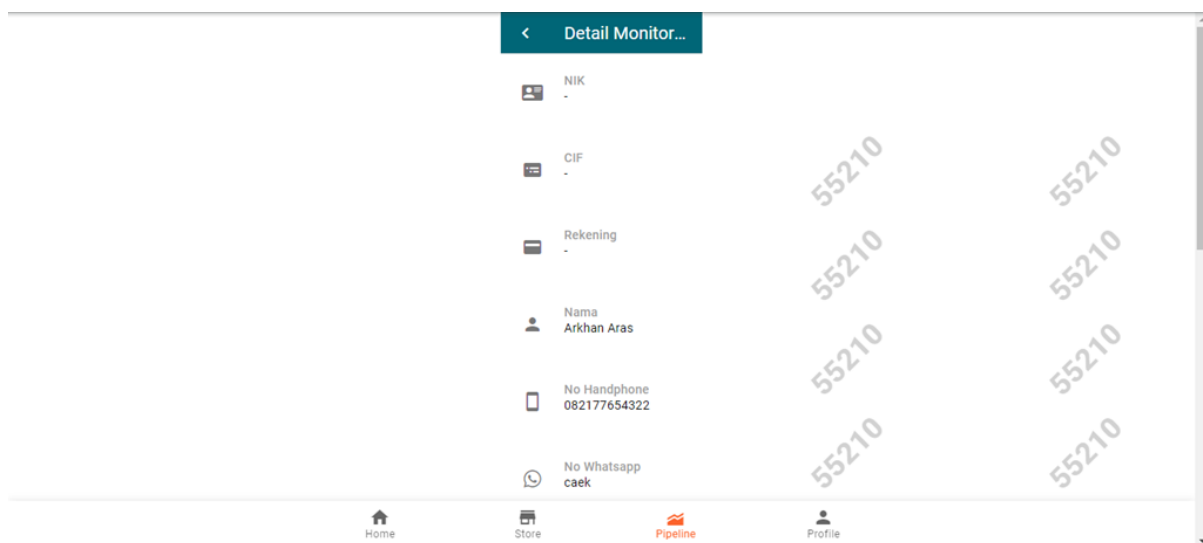 Detail Monitor...
NIK
-
CIF
-
Rekening
-
Nama
Arkhan Aras
No Handphone
082177654322
No Whatsapp
caek
55210 55210
55210 55210
55210 55210
55210 55210
Home Store Pipeline Profile